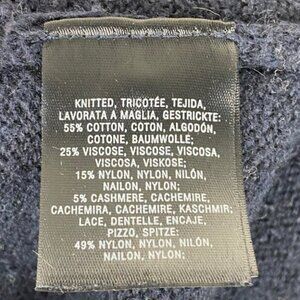 KNITTED, TRICOTÉE, TEJIDA,
LAVORATA A MAGLIA, GESTRICKTE:
55% COTTON, COTON, ALGODÓN,
COTONE, BAUMWOLLE;
25% VISCOSE, VISCOSE, VISCOSA,
VISCOSA, VISKOSE;
15% NYLON, NYLON, NILÓN,
NAILON, NYLON;
5% CASHMERE, CACHEMIRE,
CACHEMIRA, CACHEMIRE, KASCHMIR;
LACE, DENTELLE, ENCAJE,
PIZZO, SPITZE:
49% NYLON, NYLON, NILÓN,
NAILON, NYLON;